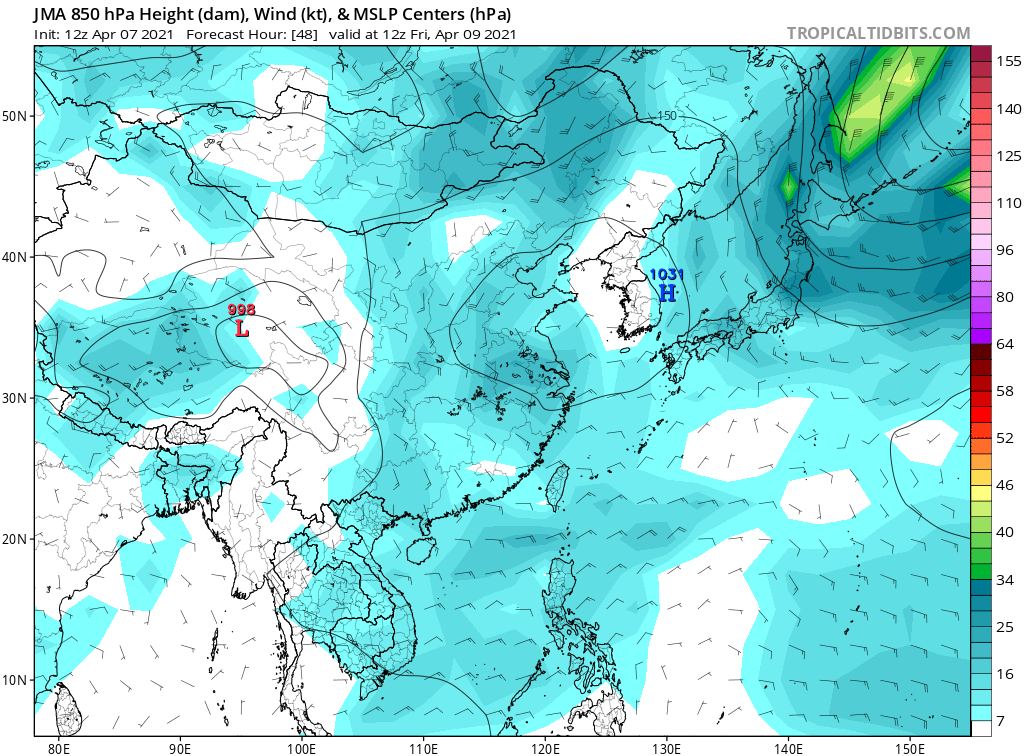 JMA 850 hPa Height (dam), Wind (kt), & MSLP Centers (hPa)
Init: 12z Apr 07 2021 Forecast Hour: [48] valid at 12z Fri, Apr 09 2021
TROPICALTIDBITS.COM
155
140
125
110
96
80
64
58
52
46
40
34
25
16
7
50N
40N
30N
20N
10N
150
1031
H
998
L
80E
90E
100E
110E
120E
130E
140E
150E